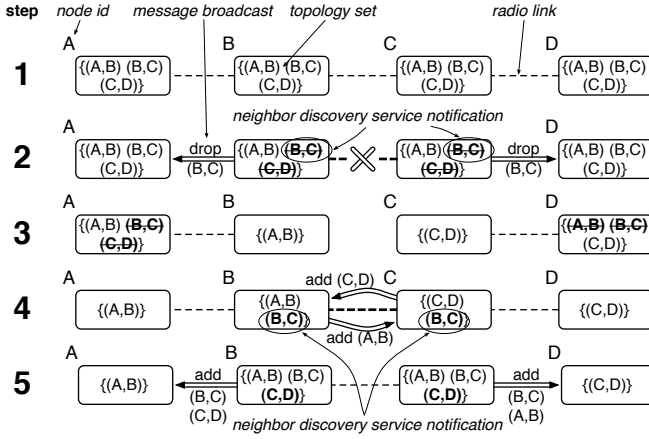 step node id message broadcast topology set radio link
A B C D
1 {(A,B) (B,C) {(A,B) (B,C) {(A,B) (B,C) {(A,B) (B,C)
(C,D)} (C,D)} (C,D)} (C,D)}
neighbor discovery service notification
A D
2 {(A,B) (B,C) drop {(A,B) (B,C) {(A,B) (B,C) drop {(A,B) (B,C)
(C,D)} (B,C) (C,D)} (C,D)} (B,C) (C,D)}
A B C D
3 {(A,B) (B,C) {(A,B)} {(C,D)} {(A,B) (B,C)
(C,D)} (C,D)}
A B add (C,D) C D
4 {(A,B)} {(A,B) {(C,D) {(C,D)}
(B,C)} add (A,B) (B,C)}
A B C D
5 {(A,B)} add {(A,B) (B,C) {(A,B) (B,C) add {(C,D)}
(B,C) (C,D)} (C,D)} (B,C)
(C,D) (A,B)
neighbor discovery service notification